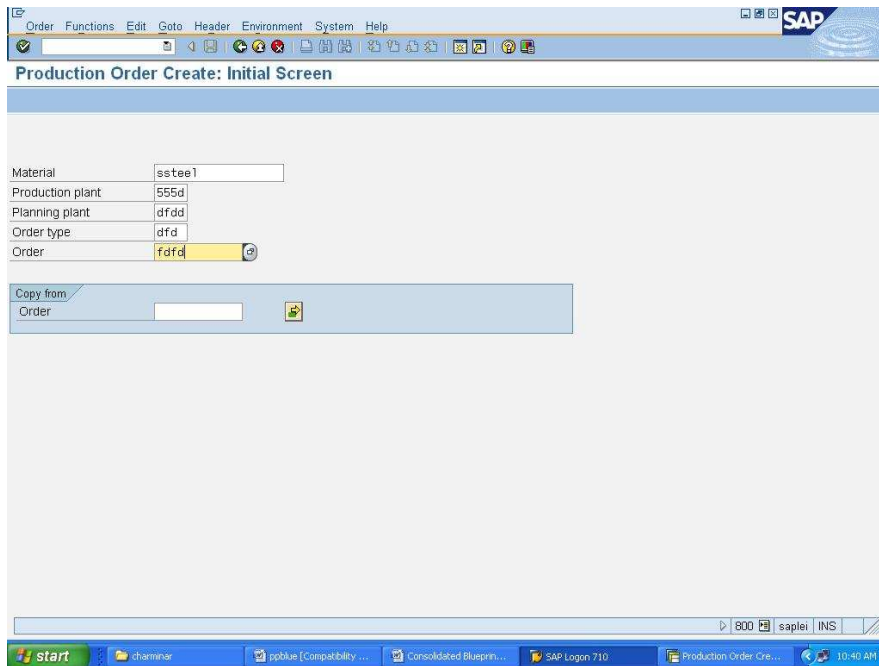 Order Functions Edit Goto Header Environment System Help
SAP
Production Order Create: Initial Screen
Material ssteel
Production plant 555d
Planning plant dfdd
Order type dfd
Order fdfd
Copy from
Order
800 saplei INS
start charminar ppblue [Compatibility ... Consolidated Blueprin... SAP Logon 710 Production Order Cre... 10:40 AM